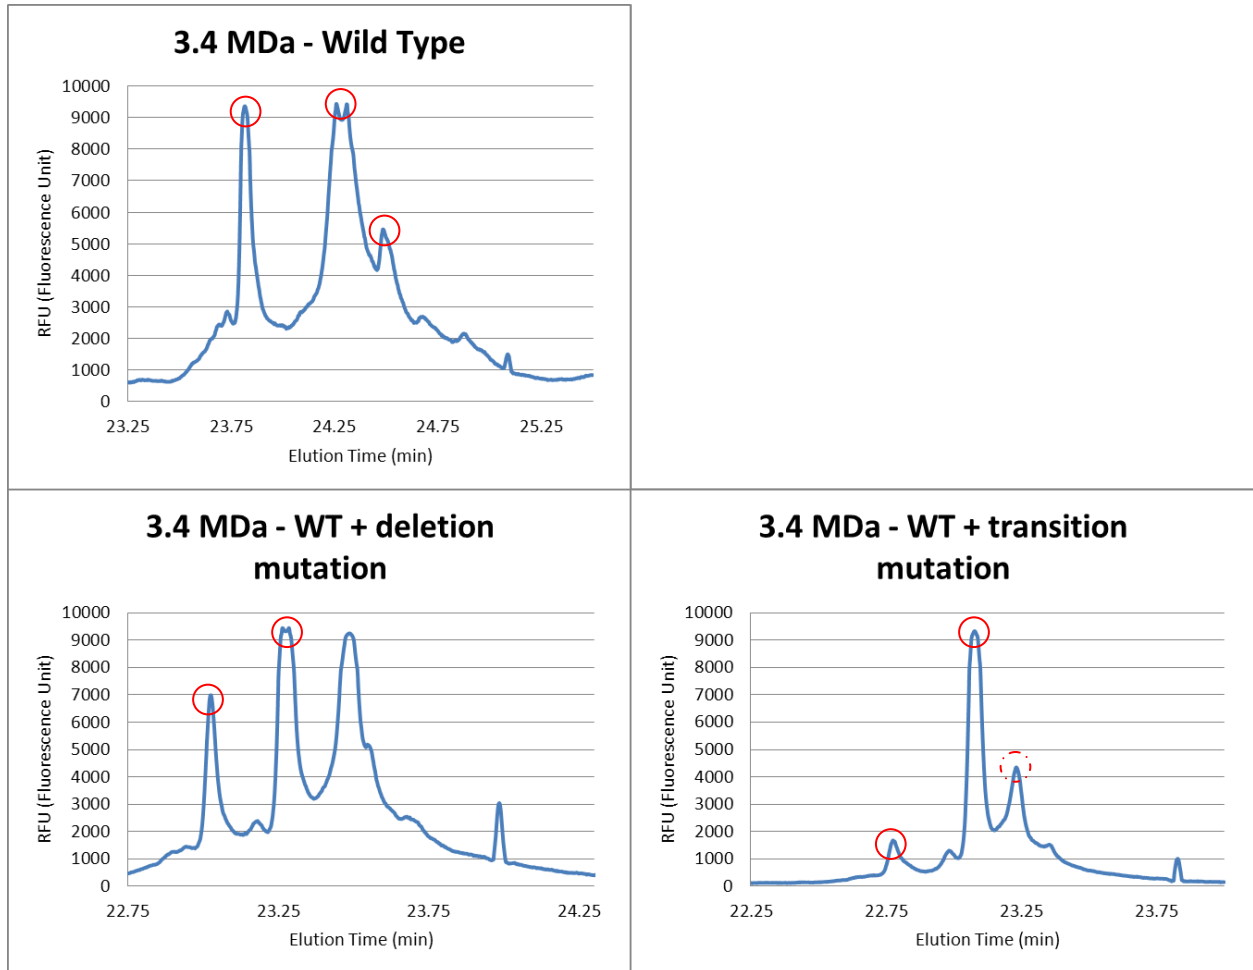 3.4 MDa - Wild Type
RFU (Fluorescence Unit)
10000
9000
8000
7000
6000
5000
4000
3000
2000
1000
0
23.25 23.75 24.25 24.75 25.25
Elution Time (min)
3.4 MDa - WT + deletion
mutation
RFU (Fluorescence Unit)
10000
9000
8000
7000
6000
5000
4000
3000
2000
1000
0
22.75 23.25 23.75 24.25
Elution Time (min)
3.4 MDa - WT + transition
mutation
RFU (Fluorescence Unit)
10000
9000
8000
7000
6000
5000
4000
3000
2000
1000
0
22.25 22.75 23.25 23.75
Elution Time (min)